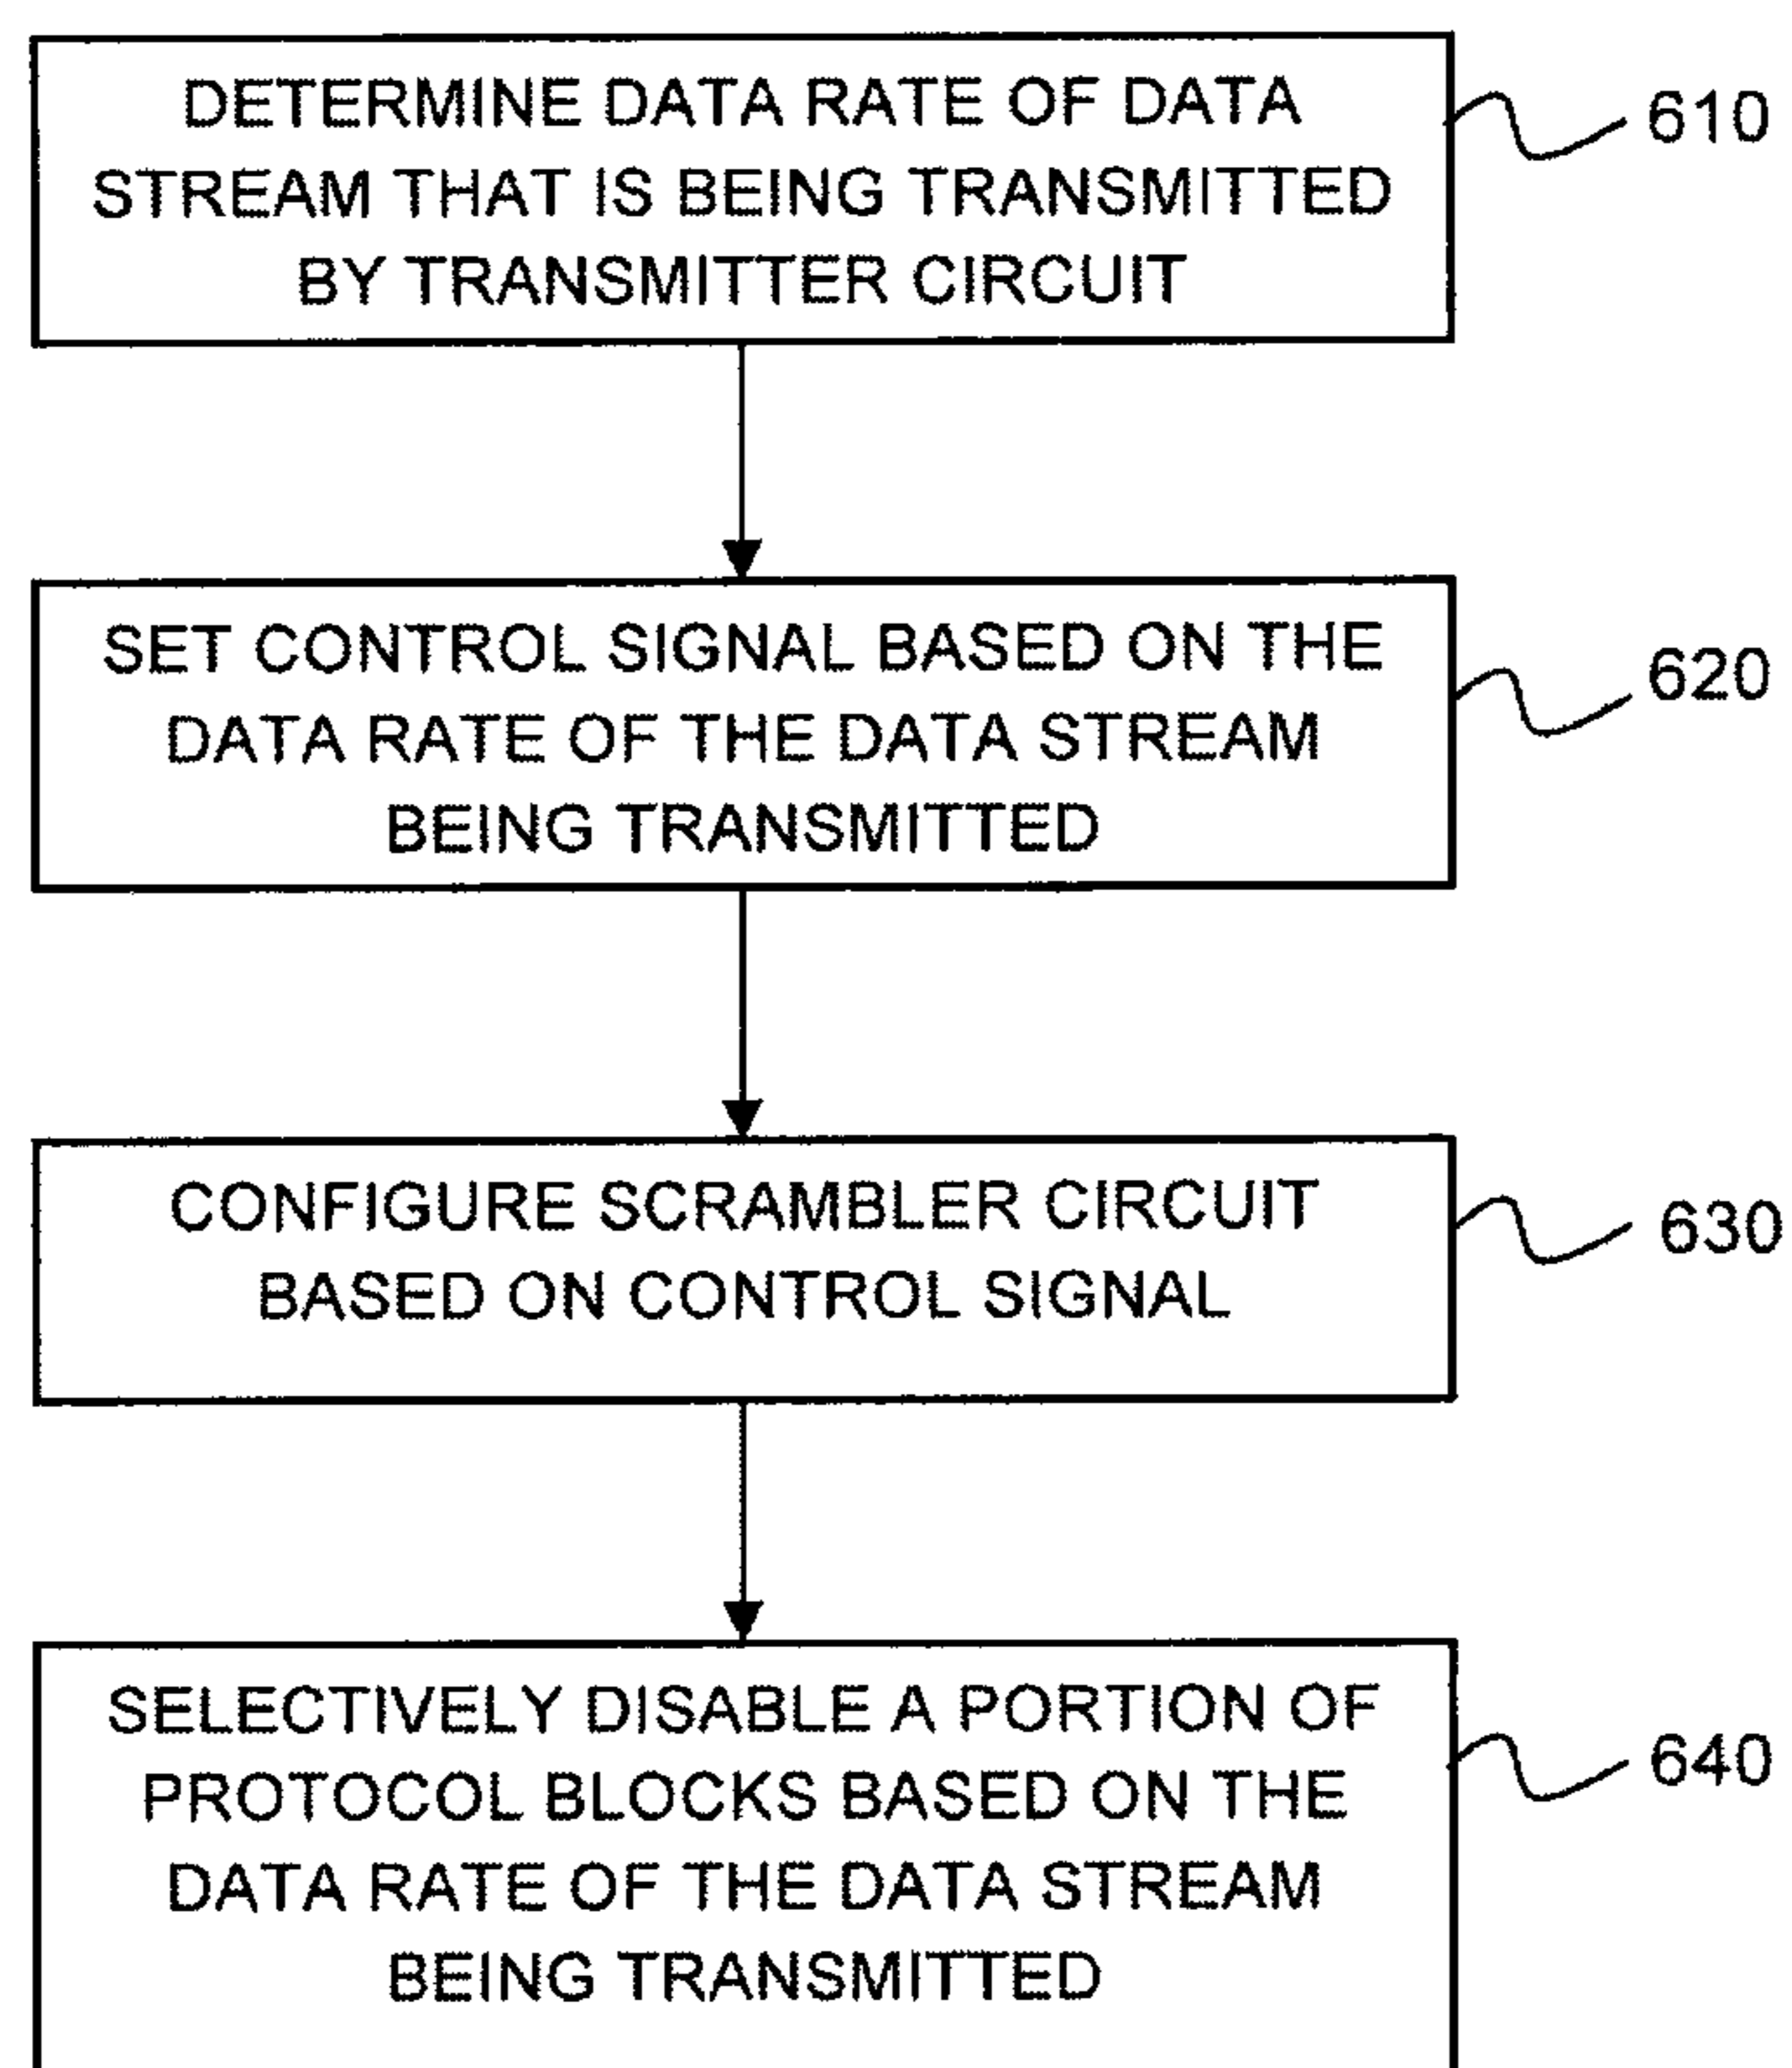 DETERMINE DATA RATE OF DATA
STREAM THAT IS BEING TRANSMITTED
BY TRANSMITTER CIRCUIT
610
SET CONTROL SIGNAL BASED ON THE
DATA RATE OF THE DATA STREAM
BEING TRANSMITTED
620
CONFIGURE SCRAMBLER CIRCUIT
BASED ON CONTROL SIGNAL
630
SELECTIVELY DISABLE A PORTION OF
PROTOCOL BLOCKS BASED ON THE
DATA RATE OF THE DATA STREAM
BEING TRANSMITTED
640